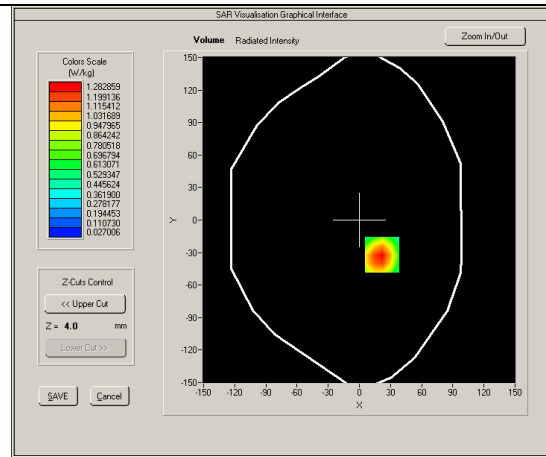 SAR Visualisation Graphical Interface
Volume Radiated Intensity
Zoom In/Out
Colors Scale
(W/kg)
1.282859
1.199136
1.115412
1.031689
0.947965
0.864242
0.780518
0.696794
0.613071
0.529347
0.445624
0.361900
0.278177
0.194453
0.110730
0.027006
Z-Cuts Control
<< Upper Cut
Z = 4.0 mm
Lower Cut >>
SAVE
Cancel
150
120
90
60
30
0
-30
-60
-90
-120
-150
Y
-150 -120 -90 -60 -30 0 30 60 90 120 150
X